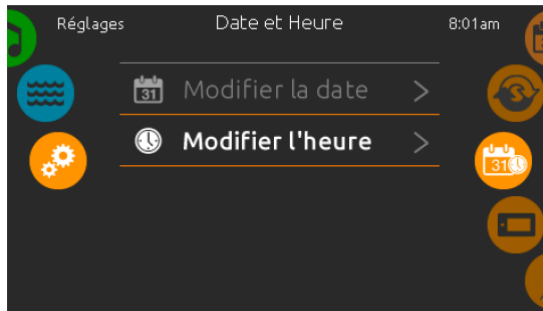 Réglages Date et Heure 8:01am
31 Modifier la date
Modifier l'heure
31